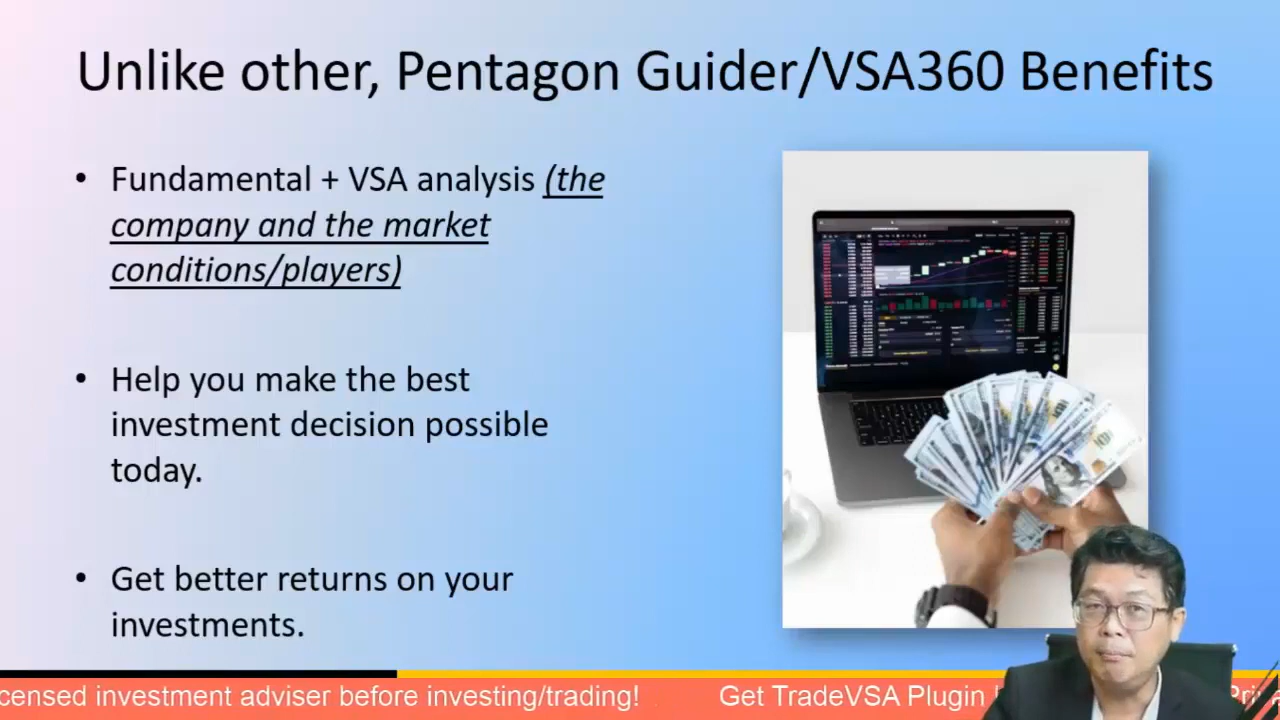 Unlike other, Pentagon Guider/VSA360 Benefits
• Fundamental + VSA analysis (the
company and the market
conditions/players)
• Help you make the best
investment decision possible
today.
• Get better returns on your
investments.
censed investment adviser before investing/trading! Get TradeVSA Plugin